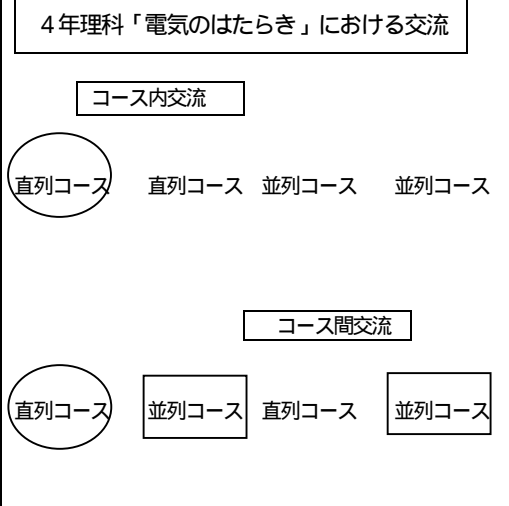 ４年理科「電気のはたらき」における交流
コース内交流
直列コース　直列コース　並列コース　並列コース
コース間交流
直列コース　並列コース　直列コース　並列コース